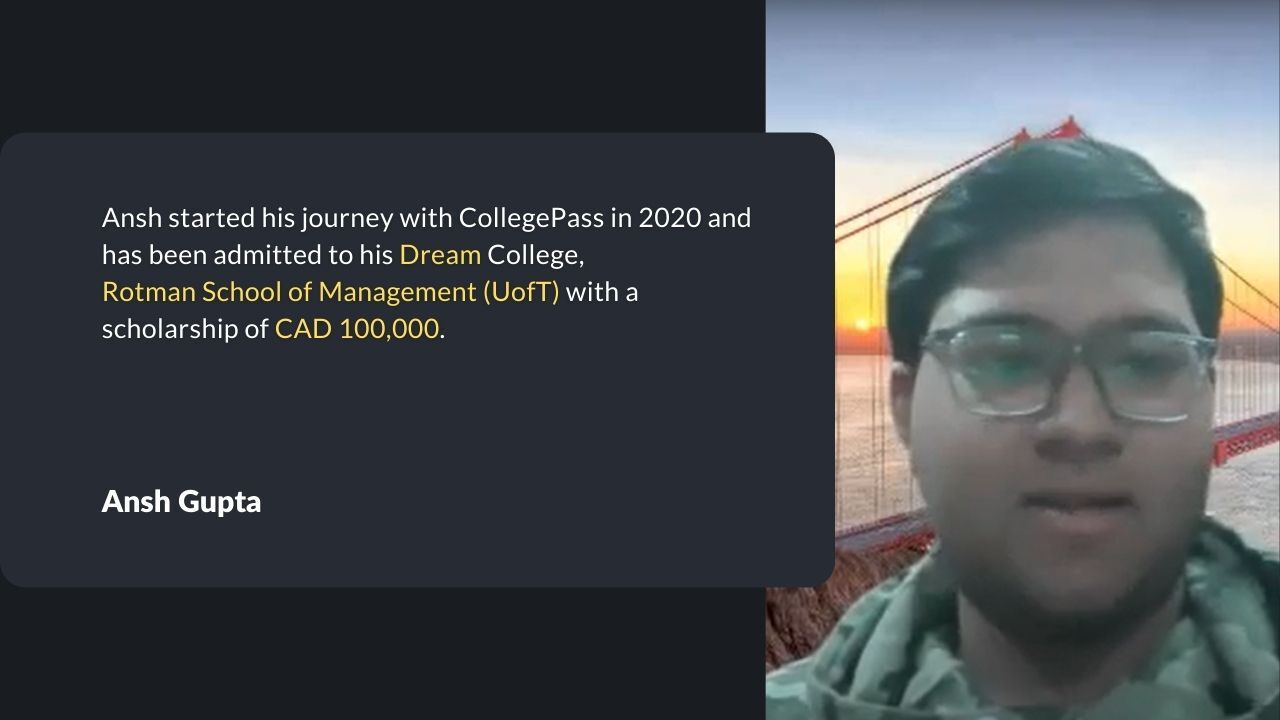 Ansh started his journey with CollegePass in 2020 and
has been admitted to his Dream College,
Rotman School of Management (UofT) with a
scholarship of CAD 100,000.
Ansh Gupta